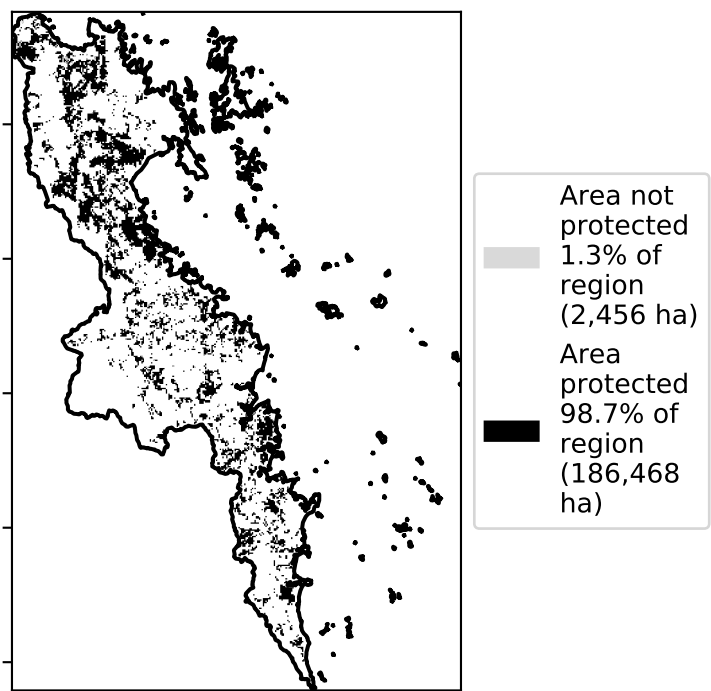 Area not
protected
1.3% of
region
(2,456 ha)
Area
protected
98.7% of
region
(186,468
ha)